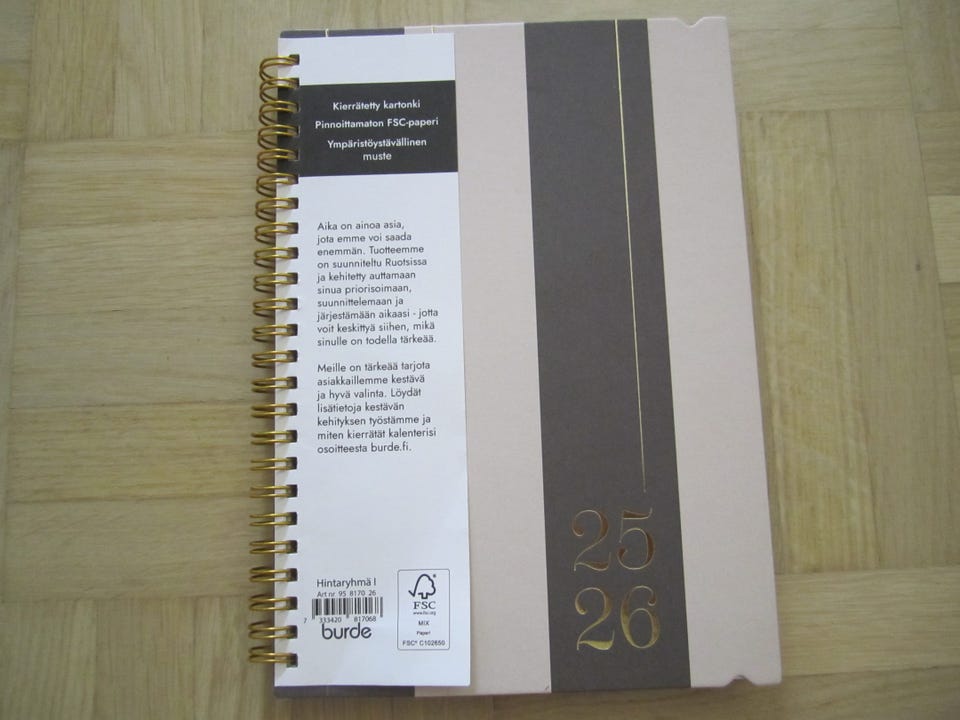 Kierrätetty kartonki
Pinnoittamaton FSC-paperi
Ympäristöystävällinen
muste
Aika on ainoa asia,
jota emme voi saada
enemmän. Tuotteemme
on suunniteltu Ruotsissa
ja kehitetty auttamaan
sinua priorisoimaan,
suunnittelemaan ja
järjestämään aikaasi - jotta
voit keskittyä siihen, mikä
sinulle on todella tärkeää.
Meille on tärkeää tarjota
asiakkaillemme kestävä
ja hyvä valinta. Löydät
lisätietoja kestävän
kehityksen työstämme ja
miten kierrätät kalenterisi
osoitteesta burde.fi.
Hintaryhmä I
Art nr 95 8170 26
7 333420 817068
burde
FSC
www.fsc.org
MIX
Paper
FSC® C102650
25
26